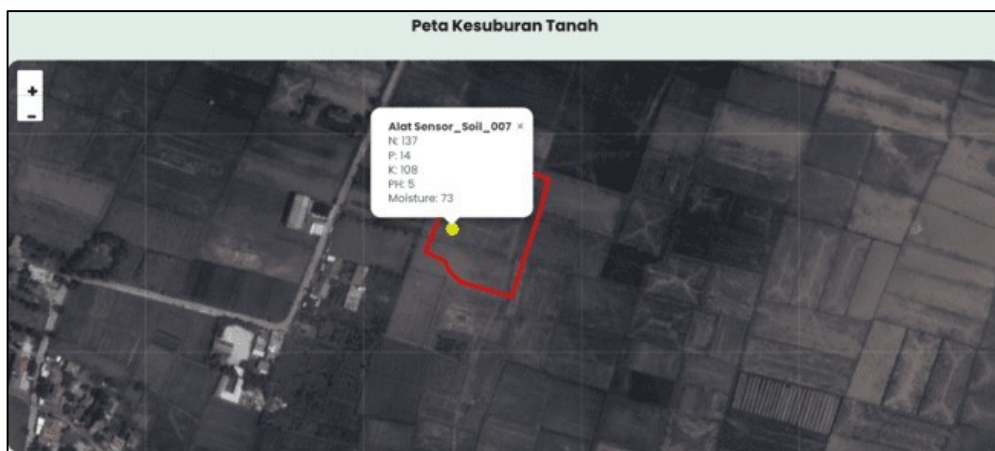 Peta Kesuburan Tanah
+
-
Alat Sensor_Soil_007 ×
N: 137
P: 14
K: 108
PH: 5
Moisture: 73